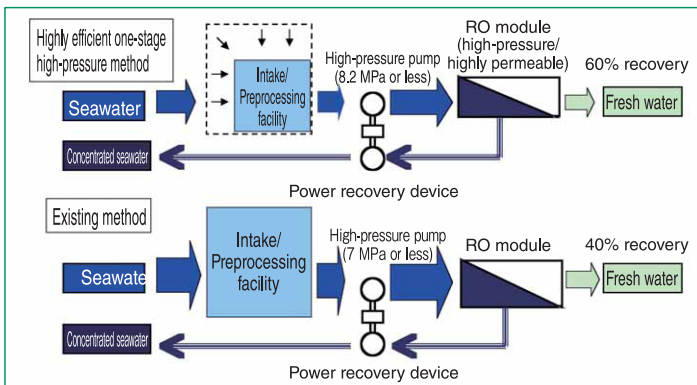 Highly efficient one-stage
high-pressure method
Seawater
Intake/
Preprocessing
facility
High-pressure pump
(8.2 MPa or less)
RO module
(high-pressure/
highly permeable)
60% recovery
Fresh water
Concentrated seawater
Power recovery device
Existing method
Seawate
Intake/
Preprocessing
facility
High-pressure pump
(7 MPa or less)
RO module
40% recovery
Fresh water
Concentrated seawater
Power recovery device